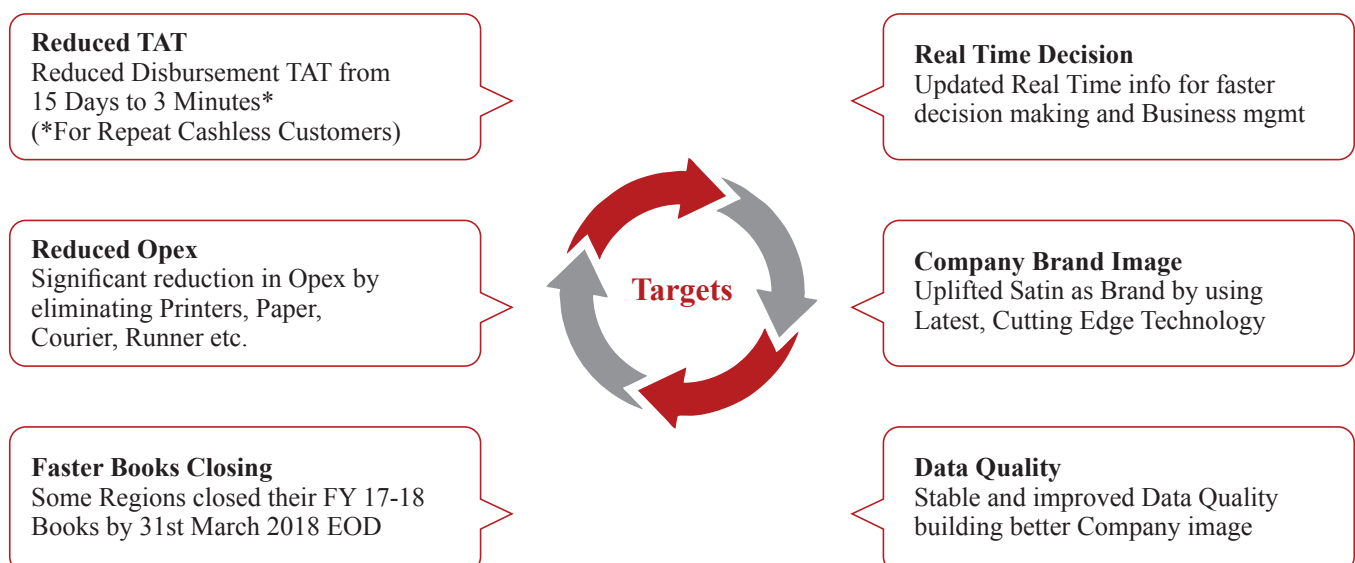 Reduced TAT
Reduced Disbursement TAT from
15 Days to 3 Minutes*
(*For Repeat Cashless Customers)
Reduced Opex
Significant reduction in Opex by
eliminating Printers, Paper,
Courier, Runner etc.
Faster Books Closing
Some Regions closed their FY 17-18
Books by 31st March 2018 EOD
Targets
Real Time Decision
Updated Real Time info for faster
decision making and Business mgmt
Company Brand Image
Uplifted Satin as Brand by using
Latest, Cutting Edge Technology
Data Quality
Stable and improved Data Quality
building better Company image